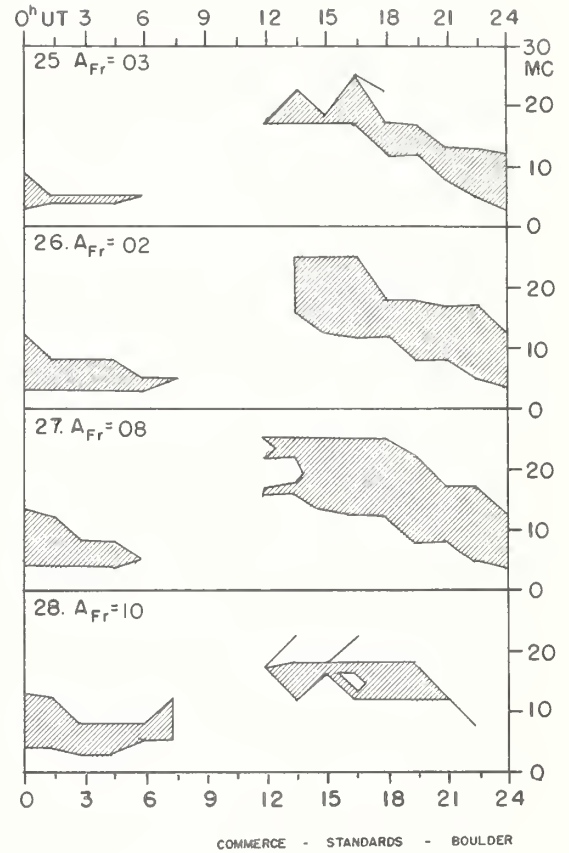 0ʰ UT 3 6 9 12 15 18 21 24
30
MC
25 A_Fr = 03
20
10
0
26. A_Fr = 02
20
10
0
27. A_Fr = 08
20
10
0
28. A_Fr = 10
20
10
0
0 3 6 9 12 15 18 21 24
COMMERCE - STANDARDS - BOULDER